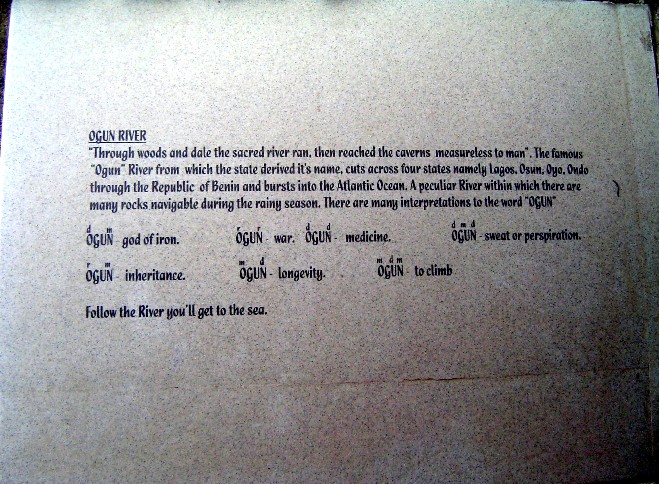 OGUN RIVER
"Through woods and dale the sacred river ran, then reached the caverns measureless to man". The famous
"Ogun" River from which the state derived it's name, cuts across four states namely Lagos, Osun, Oyo, Ondo
through the Republic of Benin and bursts into the Atlantic Ocean. A peculiar River within which there are
many rocks navigable during the rainy season. There are many interpretations to the word "OGUN"
d m r r d d d m d
OGUN - god of iron. OGUN - war. OGUN - medicine. OGUN - sweat or perspiration.
r m m d m d m
OGUN - inheritance. OGUN - longevity. OGUN - to climb
Follow the River you'll get to the sea.